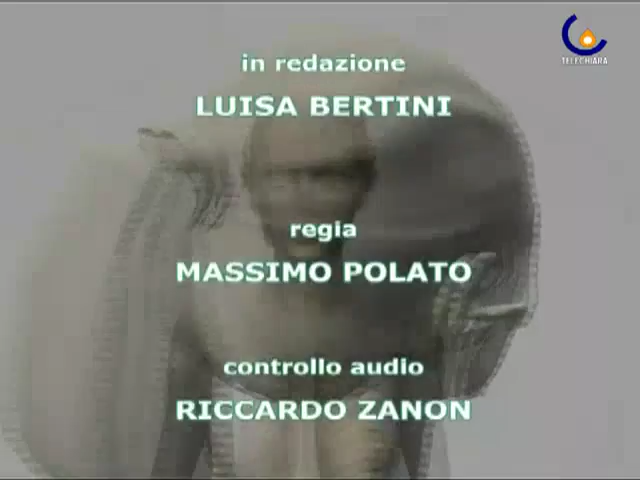 TELECHIARA
in redazione
LUISA BERTINI
regia
MASSIMO POLATO
controllo audio
RICCARDO ZANON